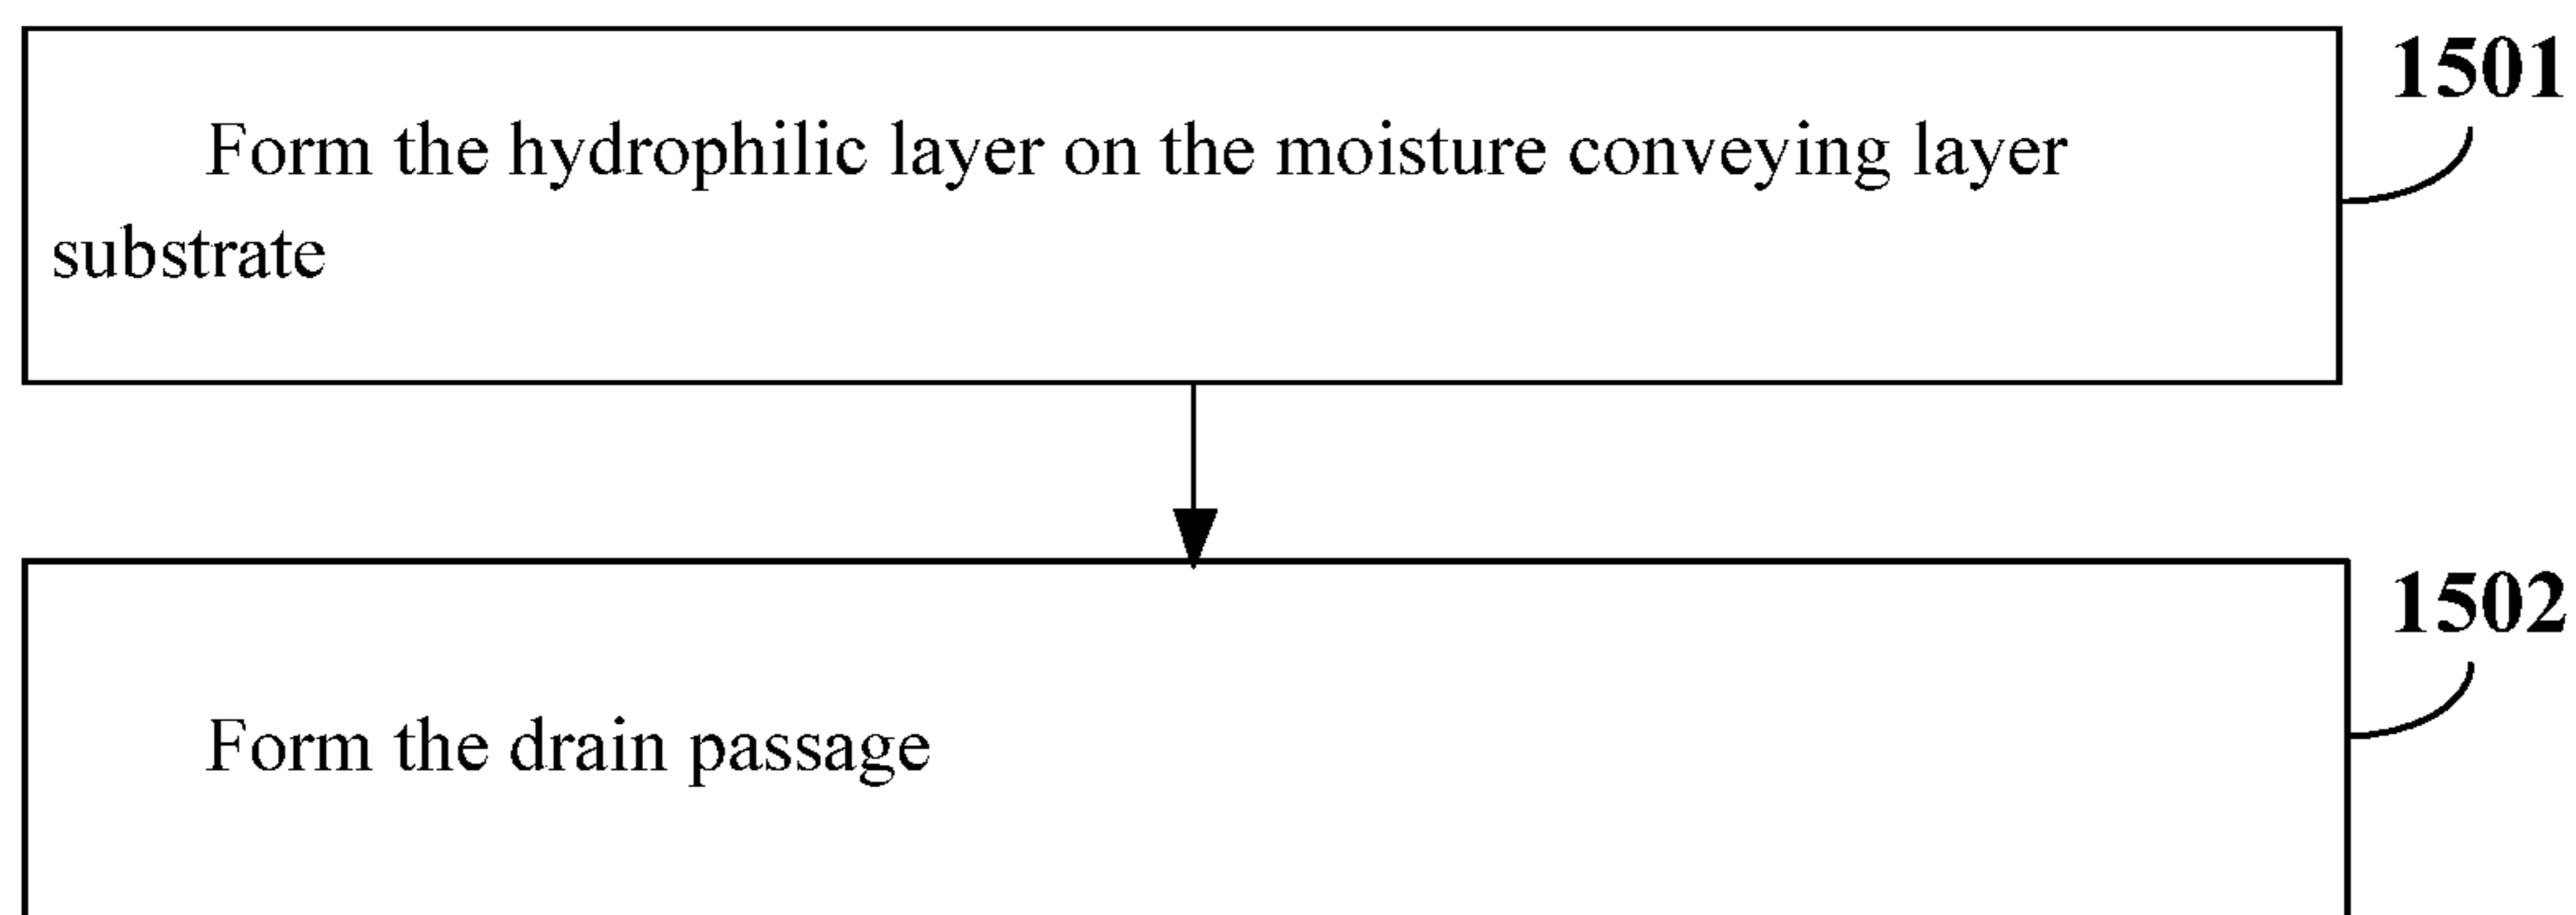 1501
Form the hydrophilic layer on the moisture conveying layer
substrate
1502
Form the drain passage